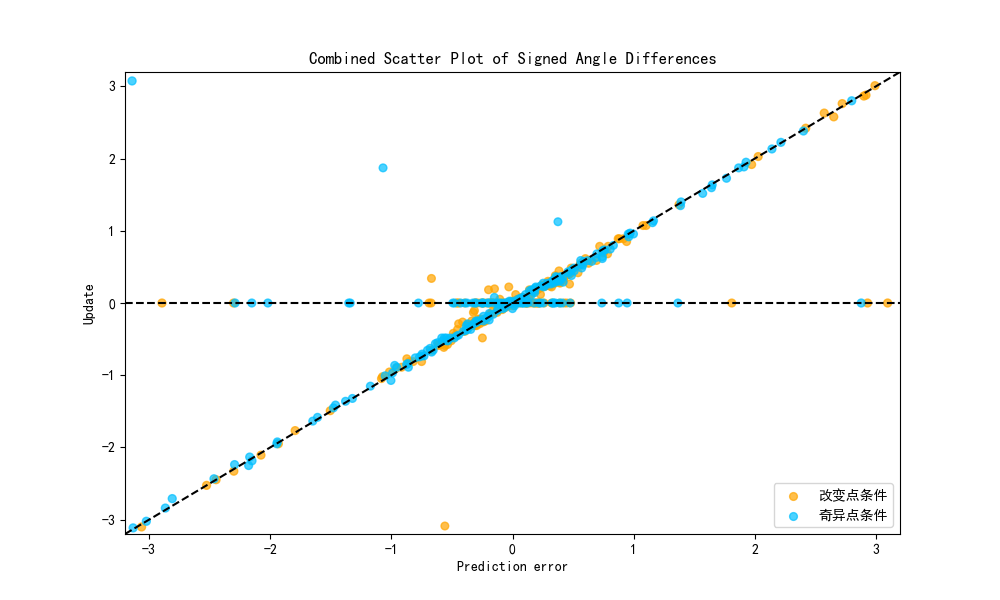 Combined Scatter Plot of Signed Angle Differences
3
2
1
0
−1
−2
−3
Update
−3 −2 −1 0 1 2 3
Prediction error
改变点条件
奇异点条件